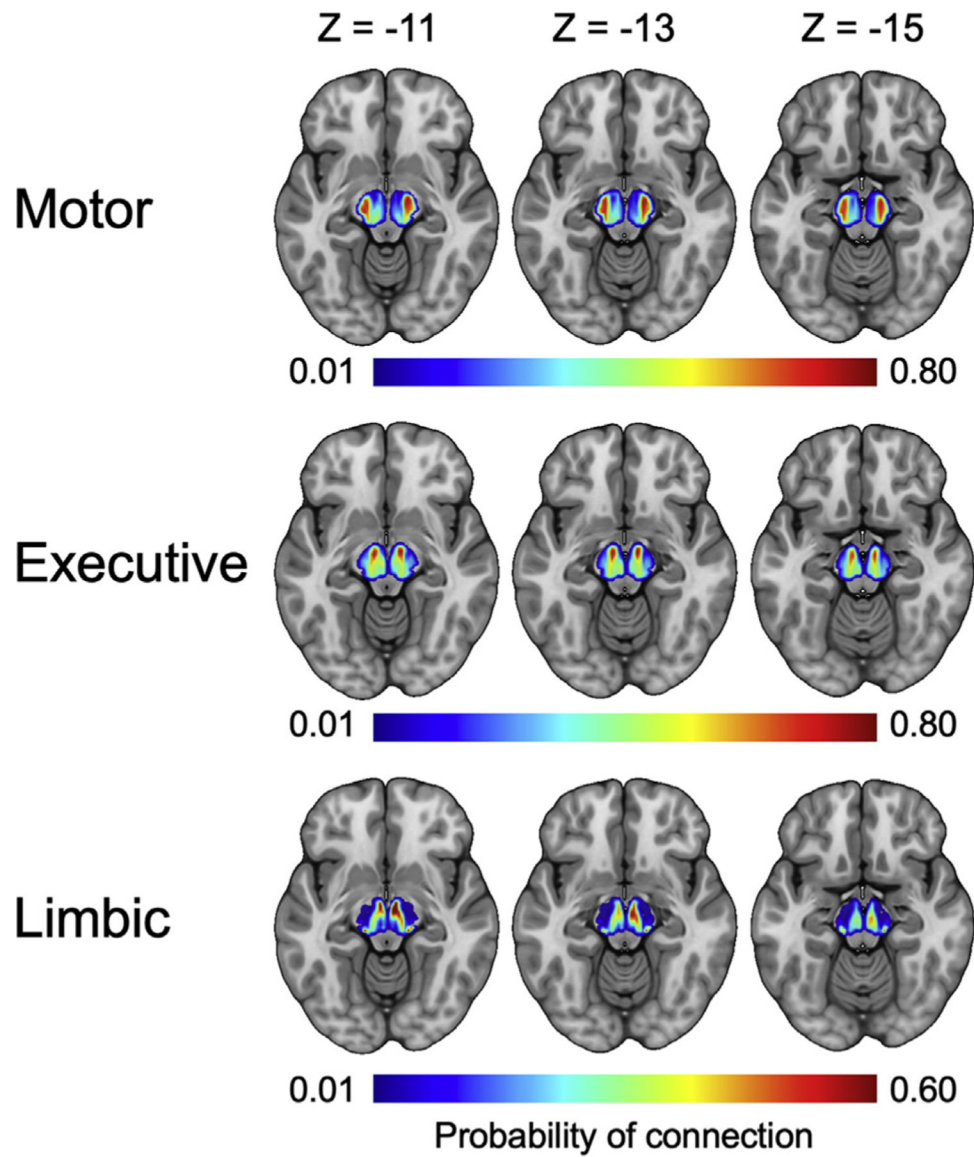 Z = -11 Z = -13 Z = -15
Motor
0.01 0.80
Executive
0.01 0.80
Limbic
0.01 0.60
Probability of connection